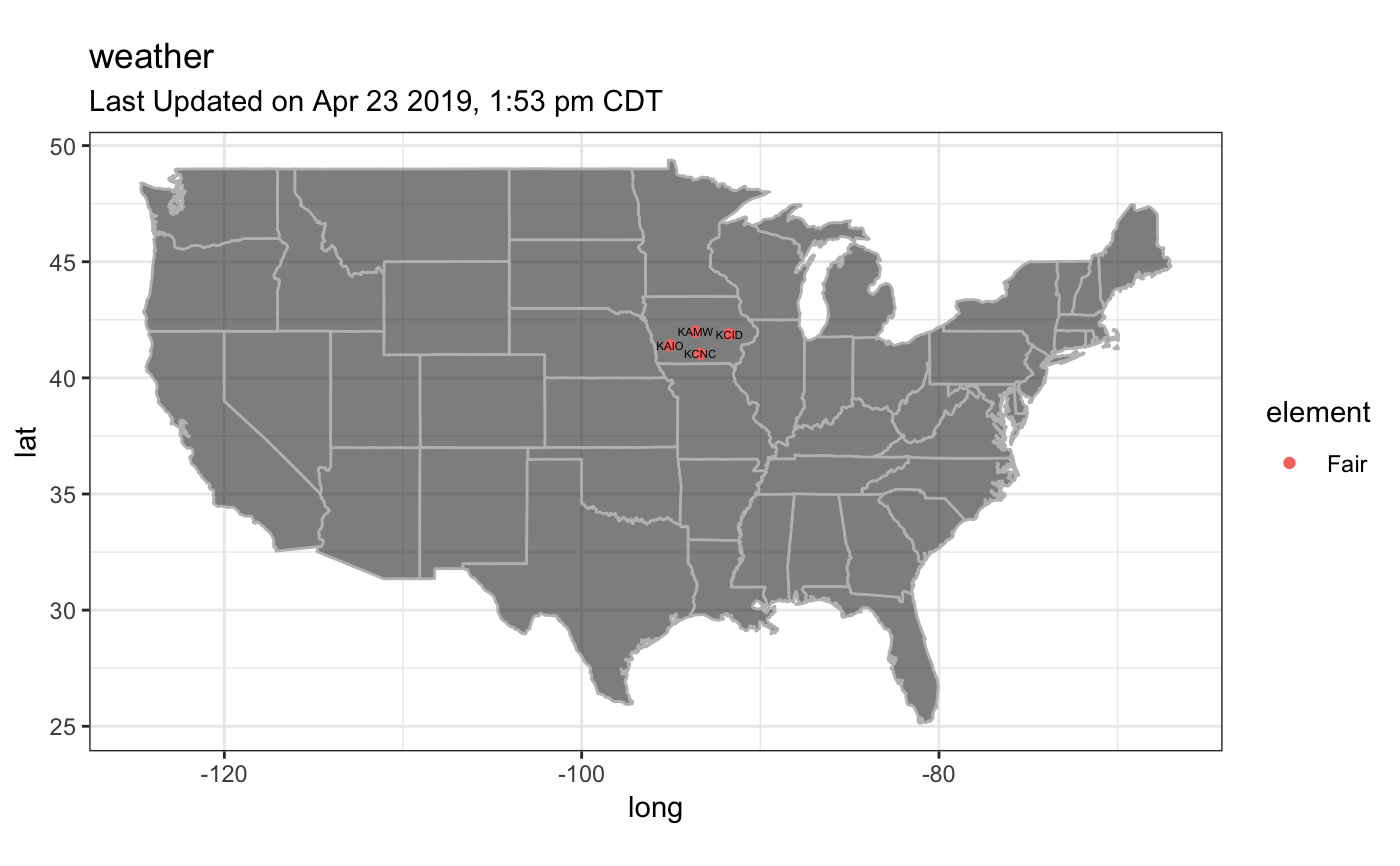 weather
Last Updated on Apr 23 2019, 1:53 pm CDT
50
45
40
35
30
25
lat
KAMW
KCID
KAIO
KCNC
-120
-100
-80
long
element
Fair